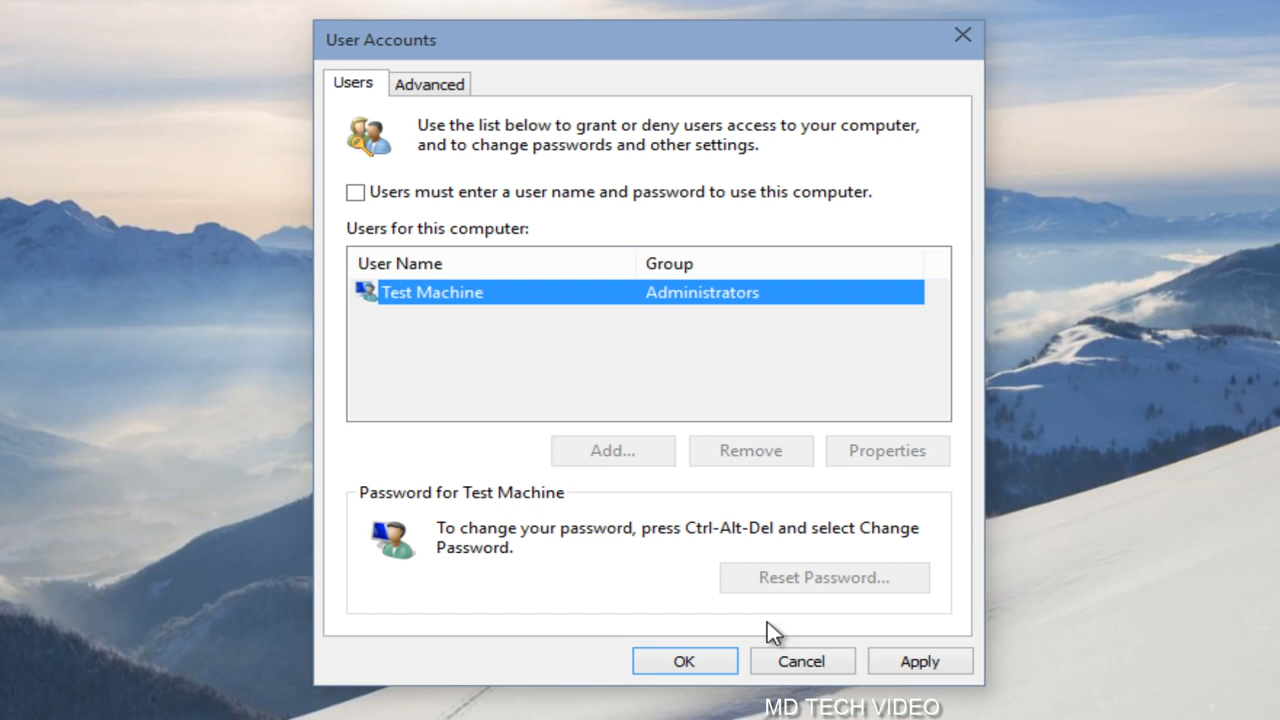 User Accounts
Users
Advanced
Use the list below to grant or deny users access to your computer,
and to change passwords and other settings.
Users must enter a user name and password to use this computer.
Users for this computer:
User Name Group
Test Machine Administrators
Add... Remove Properties
Password for Test Machine
To change your password, press Ctrl-Alt-Del and select Change
Password.
Reset Password...
OK Cancel Apply
MD TECH VIDEO